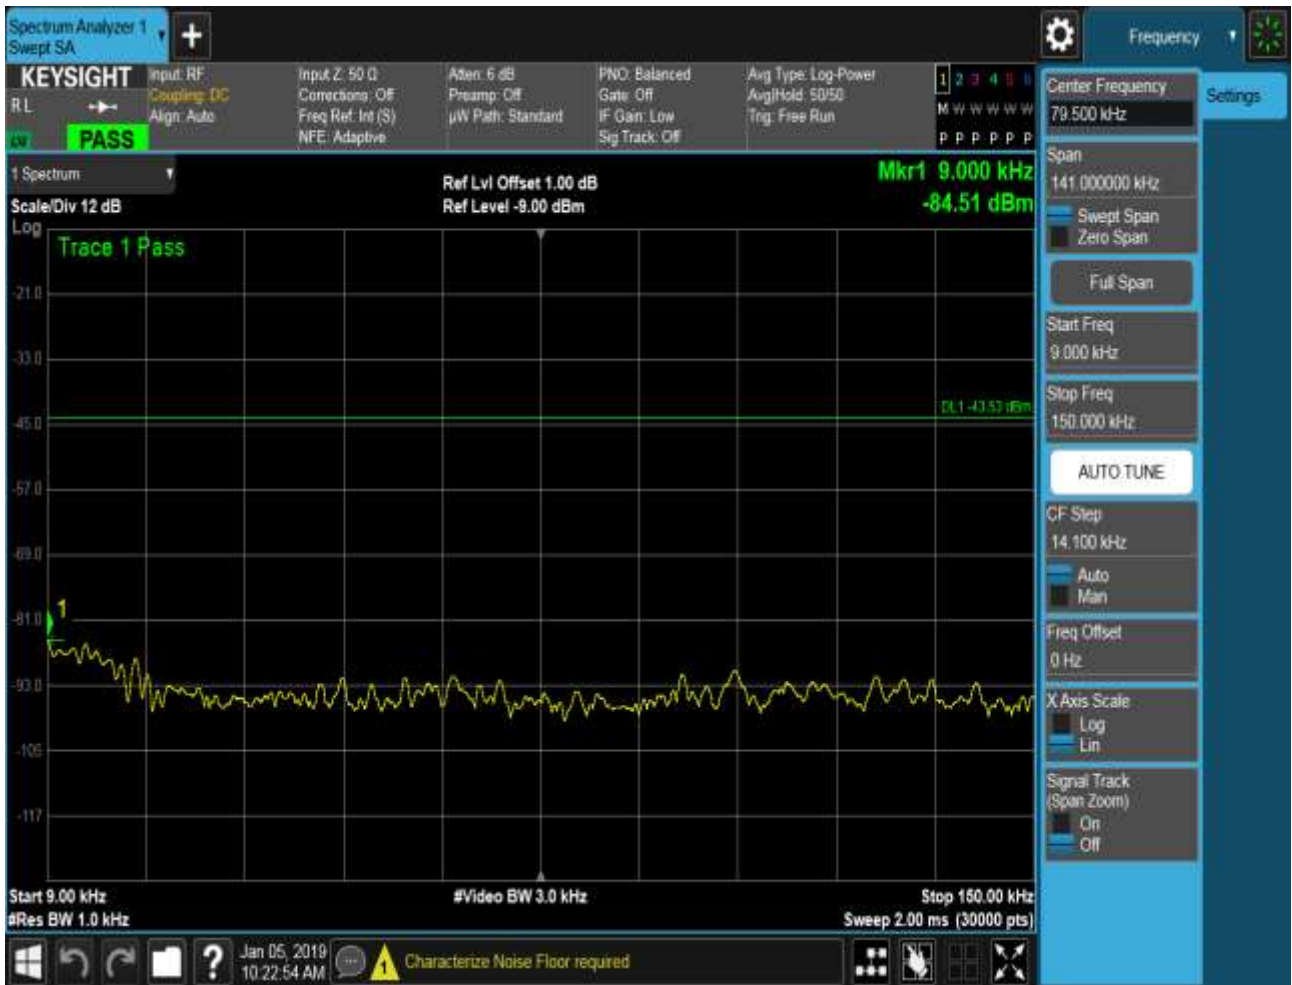 Spectrum Analyzer 1
Swept SA
+
Frequency
KEYSIGHT
R L
PASS
Input: RF
Coupling: DC
Align: Auto
Input Z: 50 Ω
Corrections: Off
Freq Ref: Int (S)
NFE: Adaptive
Atten: 6 dB
Preamp: Off
µW Path: Standard
PNO: Balanced
Gate: Off
IF Gain: Low
Sig Track: Off
Avg Type: Log-Power
Avg|Hold: 50/50
Trig: Free Run
1 2 3 4 5 6
M W W W W W
P P P P P P
1 Spectrum
Scale/Div 12 dB
Ref Lvl Offset 1.00 dB
Ref Level -9.00 dBm
Mkr1 9.000 kHz
-84.51 dBm
Log
Trace 1 Pass
-21.0
-33.0
DL1 -43.53 dBm
-45.0
-57.0
-69.0
1
-81.0
-93.0
-105
-117
Start 9.00 kHz
#Video BW 3.0 kHz
Stop 150.00 kHz
#Res BW 1.0 kHz
Sweep 2.00 ms (30000 pts)
Center Frequency
79.500 kHz
Settings
Span
141.000000 kHz
Swept Span
Zero Span
Full Span
Start Freq
9.000 kHz
Stop Freq
150.000 kHz
AUTO TUNE
CF Step
14.100 kHz
Auto
Man
Freq Offset
0 Hz
X Axis Scale
Log
Lin
Signal Track
(Span Zoom)
On
Off
?
Jan 05, 2019
10:22:54 AM
1
Characterize Noise Floor required